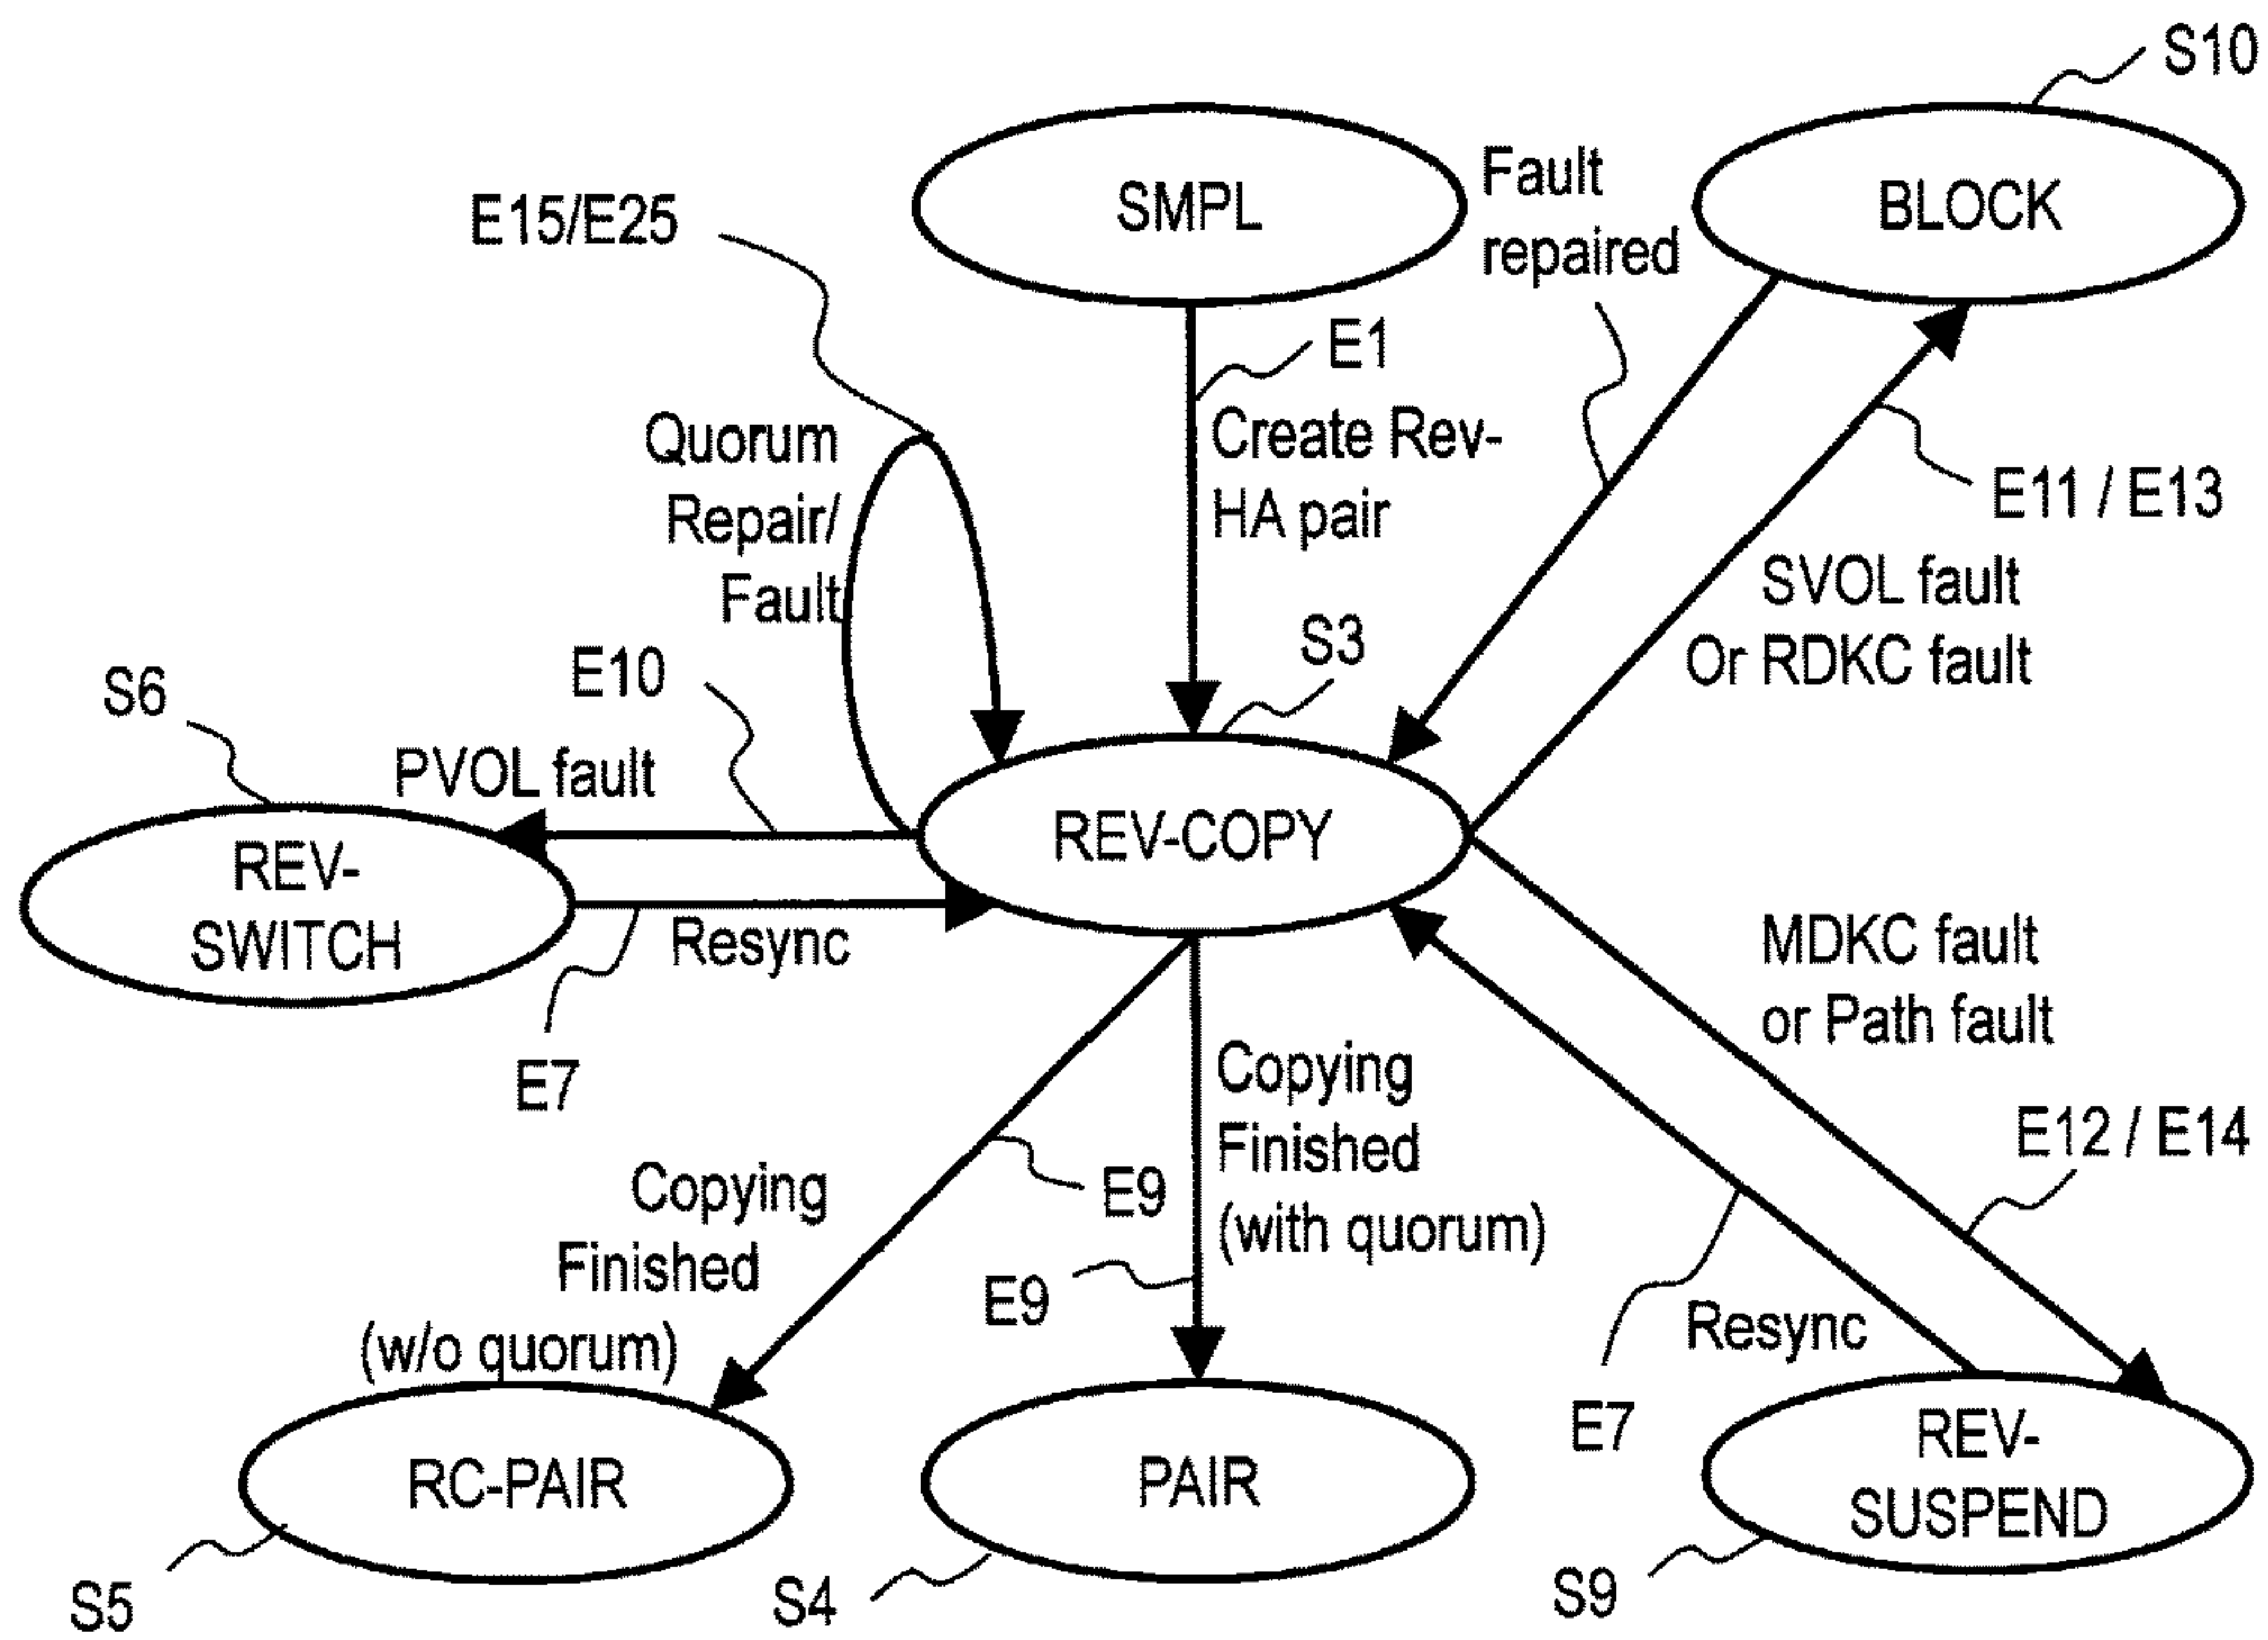 S10
SMPL
Fault
repaired
BLOCK
E15/E25
E1
Quorum
Repair/
Fault
Create Rev-
HA pair
E11 / E13
SVOL fault
Or RDKC fault
S3
E10
S6
PVOL fault
REV-COPY
REV-
SWITCH
Resync
E7
MDKC fault
or Path fault
Copying
Finished
(with quorum)
E12 / E14
E9
Copying
Finished
(w/o quorum)
E9
Resync
E7
RC-PAIR
PAIR
REV-
SUSPEND
S5
S4
S9